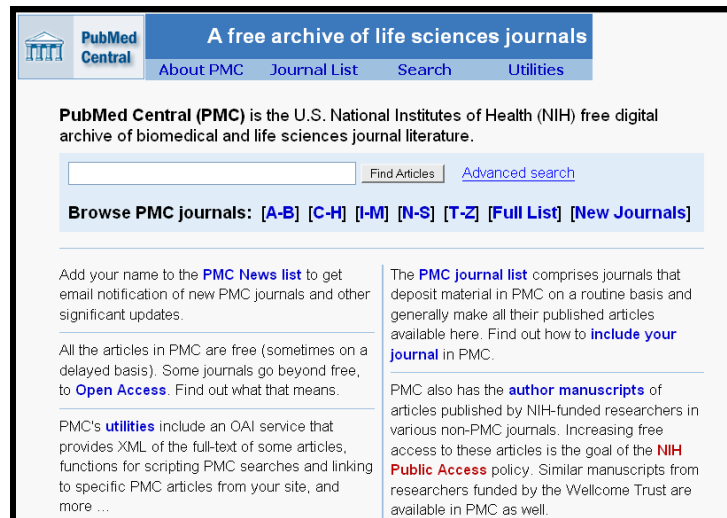 PubMed
Central
A free archive of life sciences journals
About PMC Journal List Search Utilities
PubMed Central (PMC) is the U.S. National Institutes of Health (NIH) free digital
archive of biomedical and life sciences journal literature.
Find Articles Advanced search
Browse PMC journals: [A-B] [C-H] [I-M] [N-S] [T-Z] [Full List] [New Journals]
Add your name to the PMC News list to get
email notification of new PMC journals and other
significant updates.
All the articles in PMC are free (sometimes on a
delayed basis). Some journals go beyond free,
to Open Access. Find out what that means.
PMC's utilities include an OAI service that
provides XML of the full-text of some articles,
functions for scripting PMC searches and linking
to specific PMC articles from your site, and
more ...
The PMC journal list comprises journals that
deposit material in PMC on a routine basis and
generally make all their published articles
available here. Find out how to include your
journal in PMC.
PMC also has the author manuscripts of
articles published by NIH-funded researchers in
various non-PMC journals. Increasing free
access to these articles is the goal of the NIH
Public Access policy. Similar manuscripts from
researchers funded by the Wellcome Trust are
available in PMC as well.